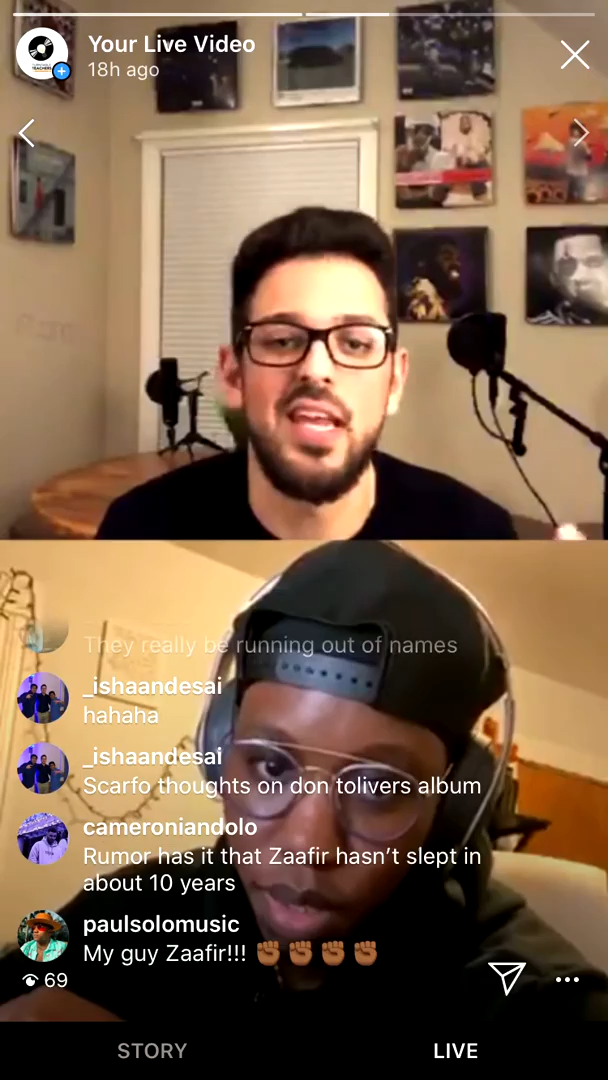 Your Live Video
18h ago
They really be running out of names
_ishaandesai
hahaha
_ishaandesai
Scarfo thoughts on don tolivers album
cameroniandolo
Rumor has it that Zaafir hasn’t slept in
about 10 years
paulsolomusic
My guy Zaafir!!! ✊🏾 ✊🏾 ✊🏾 ✊🏾
69
STORY
LIVE